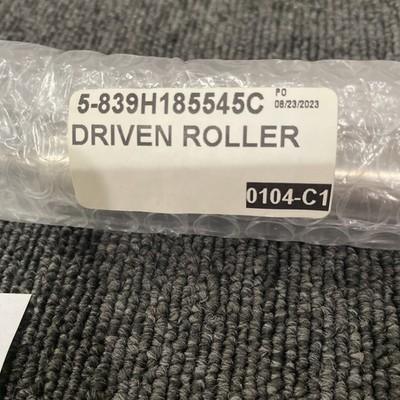 5-839H185545C PO
08/23/2023
DRIVEN ROLLER
0104-C1